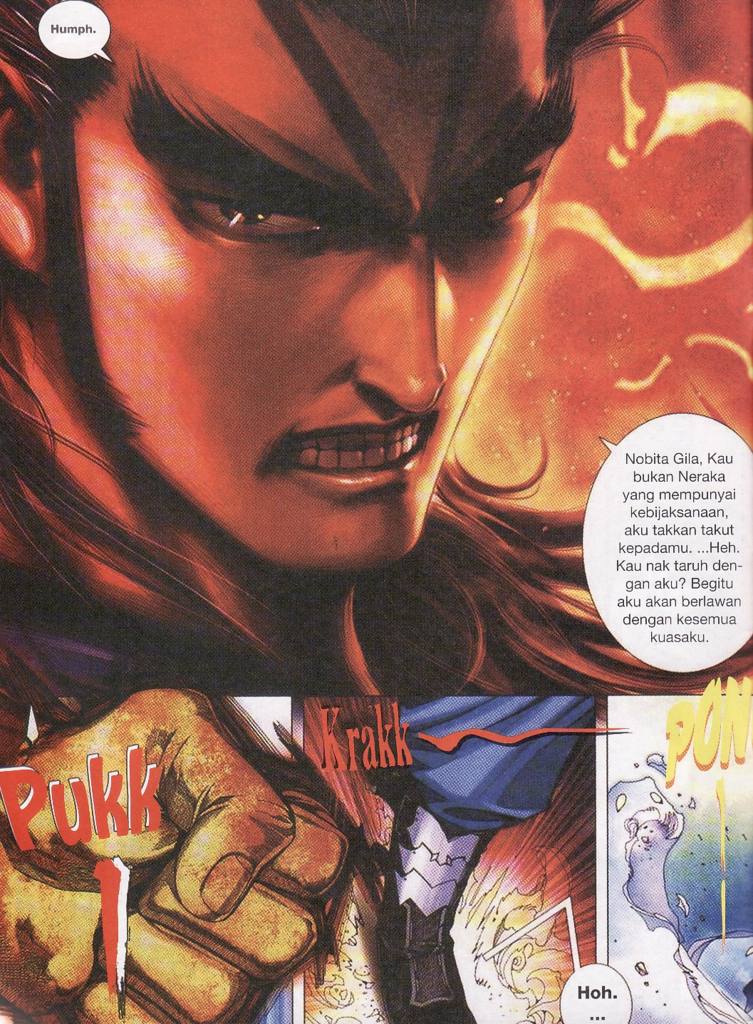 Humph.
Nobita Gila, Kau
bukan Neraka
yang mempunyai
kebijaksanaan,
aku takkan takut
kepadamu. ...Heh.
Kau nak taruh den-
gan aku? Begitu
aku akan berlawan
dengan kesemua
kuasaku.
Pukk
!
Krakk
PON
Hoh.
...